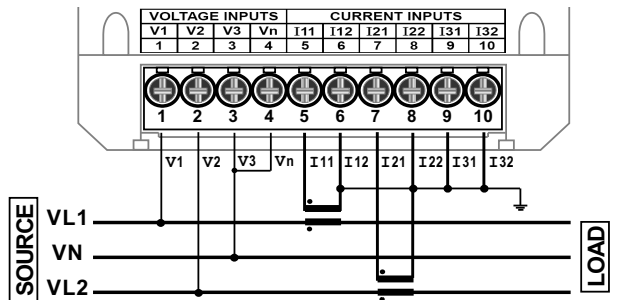 VOLTAGE INPUTS CURRENT INPUTS
V1 V2 V3 Vn I11 I12 I21 I22 I31 I32
1 2 3 4 5 6 7 8 9 10
1 2 3 4 5 6 7 8 9 10
V1 V2 V3 Vn I11 I12 I21 I22 I31 I32
SOURCE
VL1
VN
VL2
LOAD